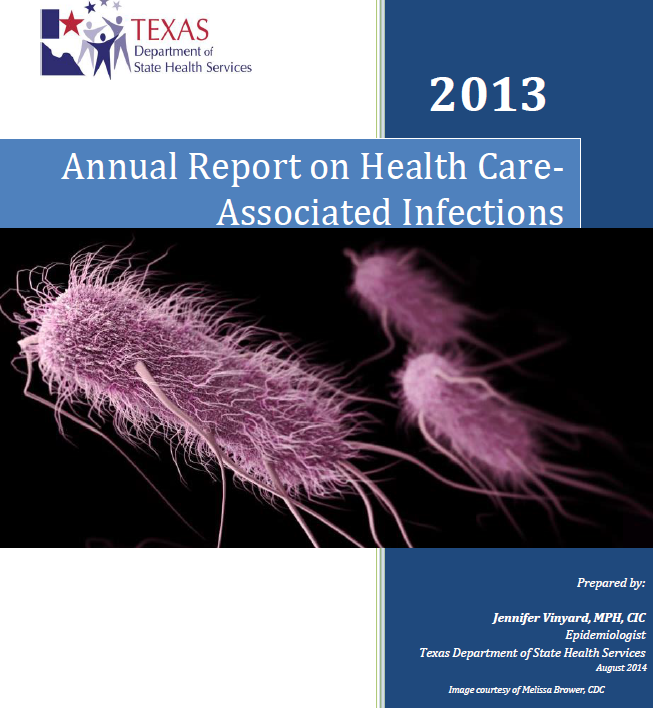 TEXAS
Department of
State Health Services
2013
Annual Report on Health Care-
Associated Infections
Prepared by:
Jennifer Vinyard, MPH, CIC
Epidemiologist
Texas Department of State Health Services
August 2014
Image courtesy of Melissa Brower, CDC